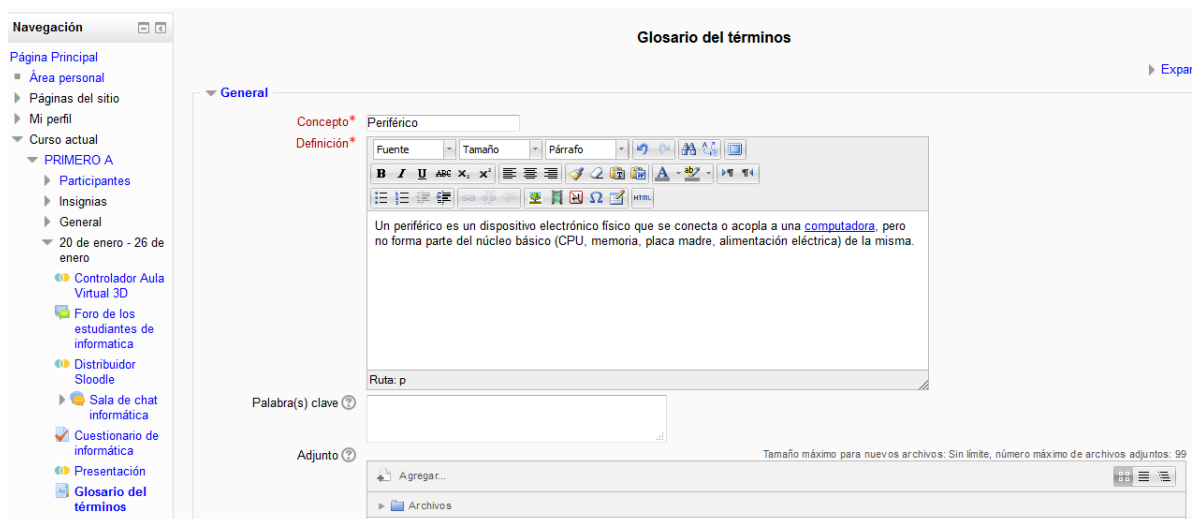 Navegación
Página Principal
Área personal
Páginas del sitio
Mi perfil
Curso actual
PRIMERO A
Participantes
Insignias
General
20 de enero - 26 de
enero
Controlador Aula
Virtual 3D
Foro de los
estudiantes de
informatica
Distribuidor
Sloodle
Sala de chat
informática
Cuestionario de
informática
Presentación
Glosario del
términos
Glosario del términos
Expan
General
Concepto*
Periférico
Definición*
Fuente Tamaño Párrafo
B I U ABC x₂ x² A ab
Ω HTML
Un periférico es un dispositivo electrónico físico que se conecta o acopla a una computadora, pero
no forma parte del núcleo básico (CPU, memoria, placa madre, alimentación eléctrica) de la misma.
Ruta: p
Palabra(s) clave
Adjunto
Tamaño máximo para nuevos archivos: Sin límite, número máximo de archivos adjuntos: 99
Agregar...
Archivos